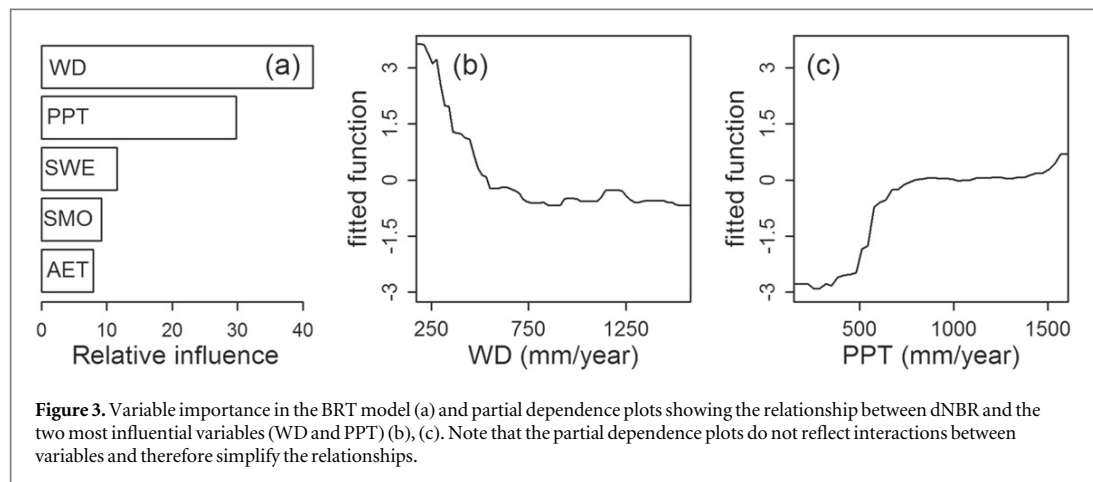 (a)
WD
PPT
SWE
SMO
AET
0 10 20 30 40
Relative influence
(b)
fitted function
3
1.5
0
-1.5
-3
250 750 1250
WD (mm/year)
(c)
fitted function
3
1.5
0
-1.5
-3
500 1000 1500
PPT (mm/year)
Figure 3. Variable importance in the BRT model (a) and partial dependence plots showing the relationship between dNBR and the
two most influential variables (WD and PPT) (b), (c). Note that the partial dependence plots do not reflect interactions between
variables and therefore simplify the relationships.